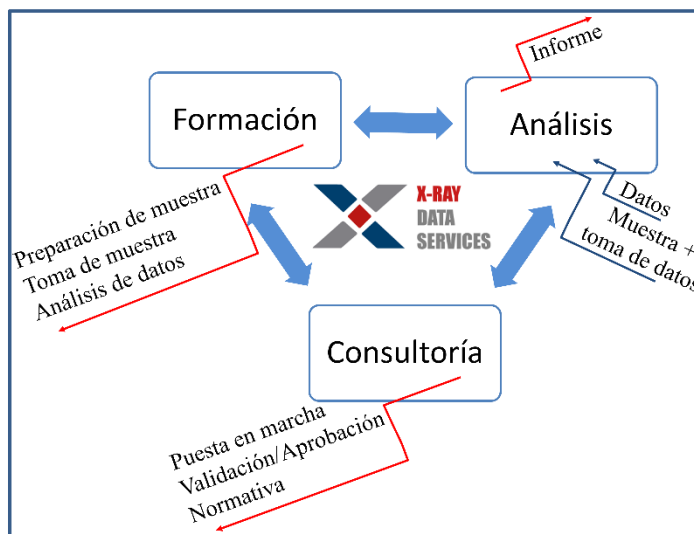 Informe
Formación
Análisis
Preparación de muestra
Toma de muestra
Análisis de datos
X-RAY
DATA
SERVICES
Datos
Muestra +
toma de datos
Consultoría
Puesta en marcha
Validación/Aprobación
Normativa